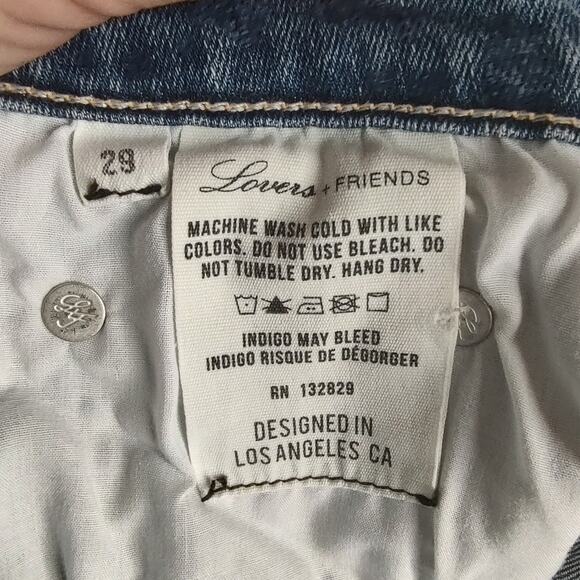 29
Lovers + FRIENDS
MACHINE WASH COLD WITH LIKE
COLORS. DO NOT USE BLEACH. DO
NOT TUMBLE DRY. HANG DRY.
INDIGO MAY BLEED
INDIGO RISQUE DE DÉGORGER
RN 132829
DESIGNED IN
LOS ANGELES CA